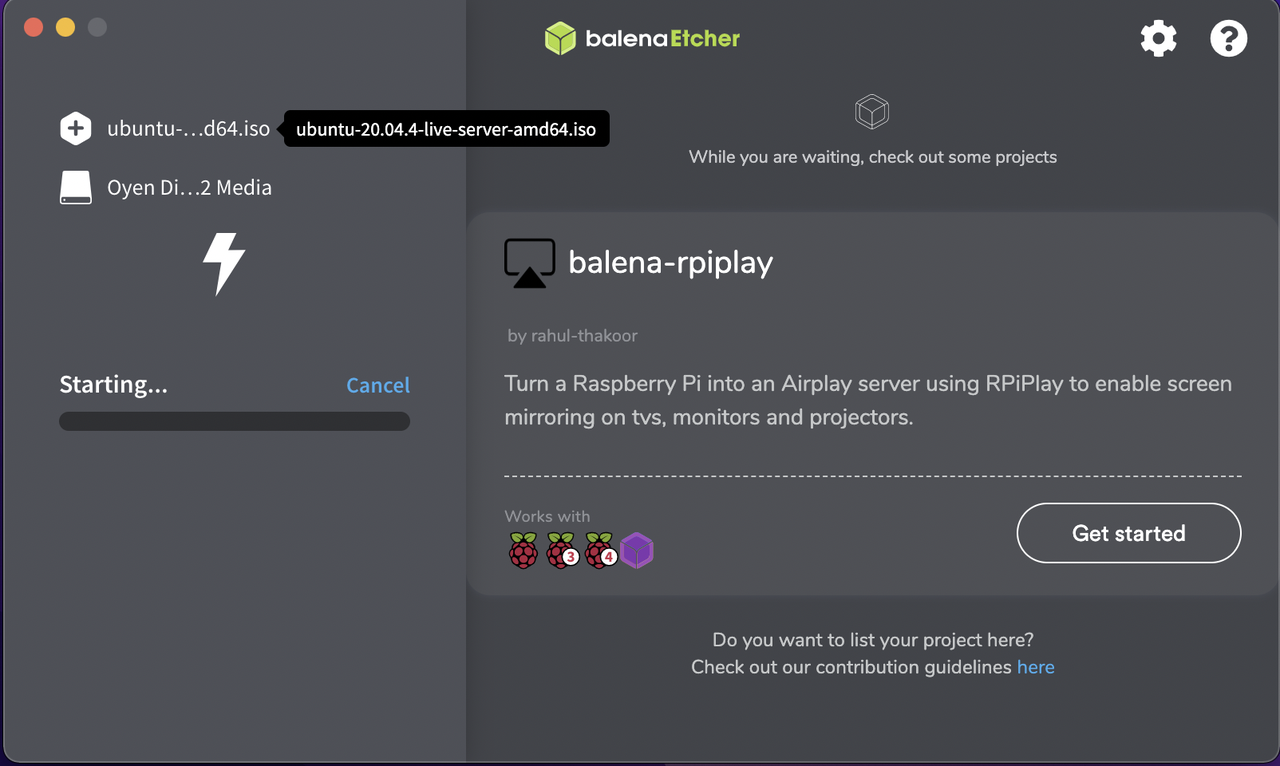 balenaEtcher
ubuntu-...d64.iso
ubuntu-20.04.4-live-server-amd64.iso
Oyen Di...2 Media
Starting...
Cancel
While you are waiting, check out some projects
balena-rpiplay
by rahul-thakoor
Turn a Raspberry Pi into an Airplay server using RPiPlay to enable screen
mirroring on tvs, monitors and projectors.
Works with
3
4
Get started
Do you want to list your project here?
Check out our contribution guidelines here